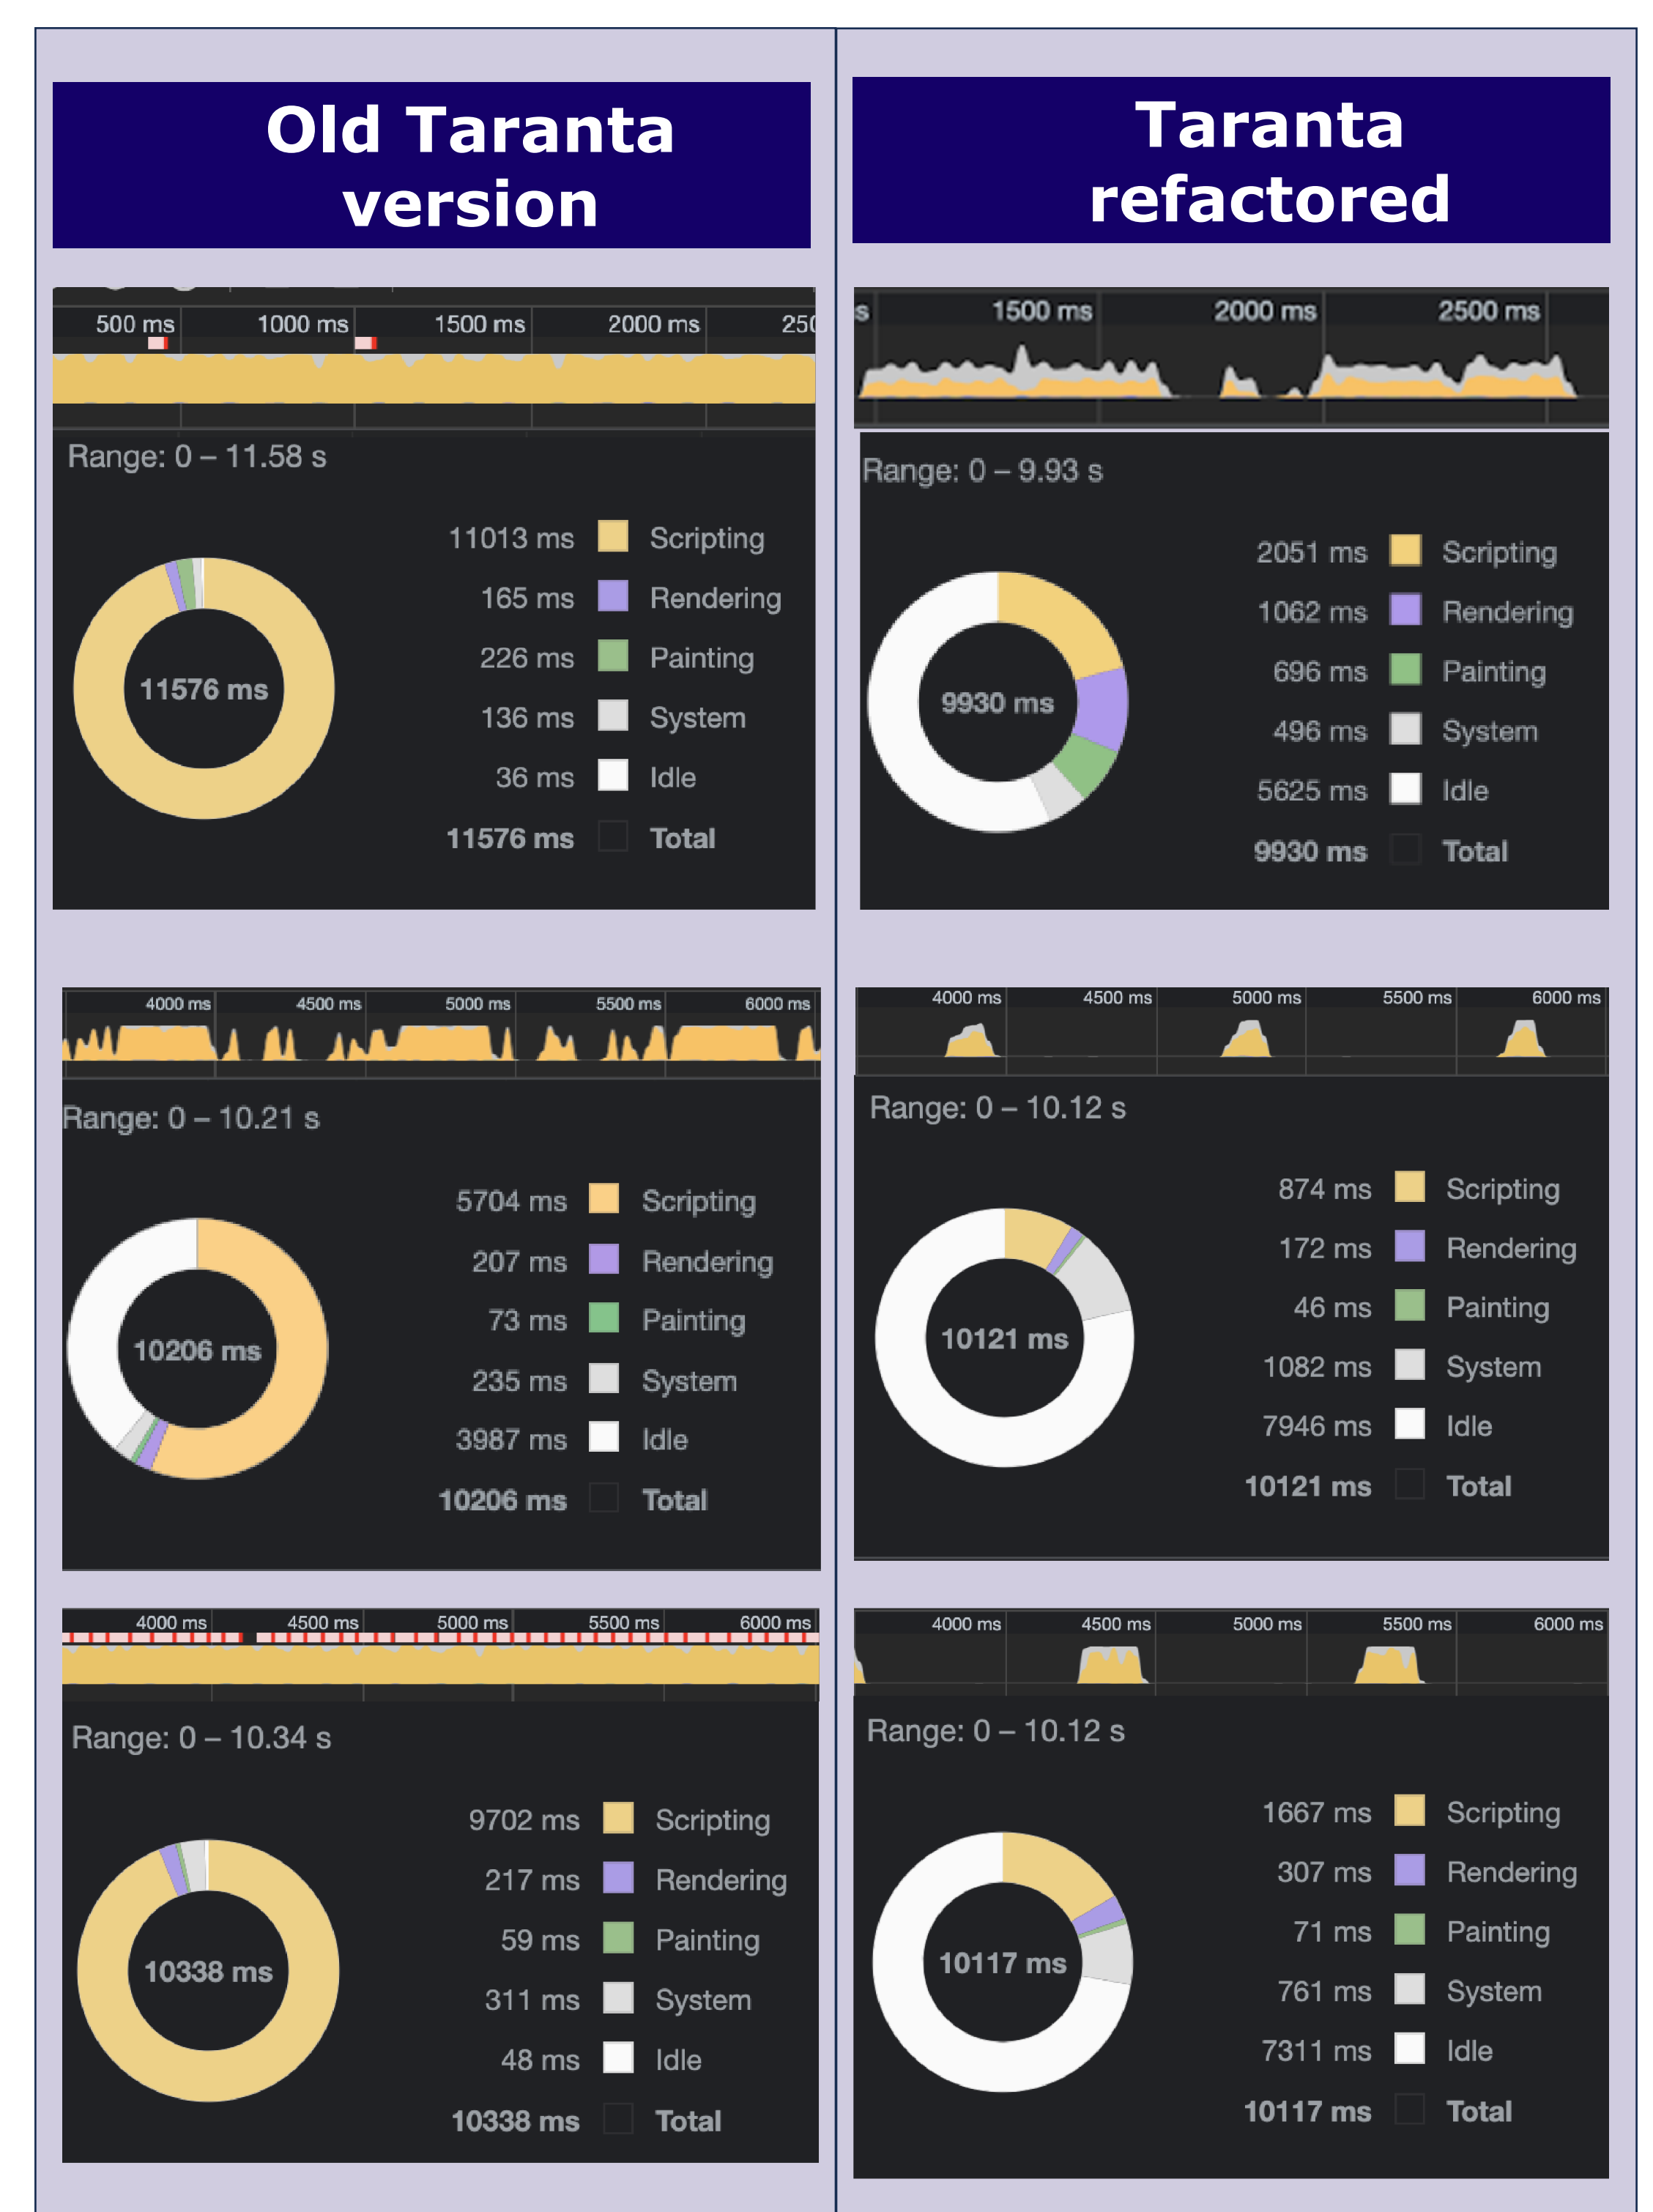 Old Taranta
version
500 ms 1000 ms 1500 ms 2000 ms 250
Range: 0 – 11.58 s
11013 ms Scripting
165 ms Rendering
226 ms Painting
136 ms System
36 ms Idle
11576 ms Total
11576 ms
4000 ms 4500 ms 5000 ms 5500 ms 6000 ms
Range: 0 – 10.21 s
5704 ms Scripting
207 ms Rendering
73 ms Painting
235 ms System
3987 ms Idle
10206 ms Total
10206 ms
4000 ms 4500 ms 5000 ms 5500 ms 6000 ms
Range: 0 – 10.34 s
9702 ms Scripting
217 ms Rendering
59 ms Painting
311 ms System
48 ms Idle
10338 ms Total
10338 ms
Taranta
refactored
s 1500 ms 2000 ms 2500 ms
Range: 0 – 9.93 s
2051 ms Scripting
1062 ms Rendering
696 ms Painting
496 ms System
5625 ms Idle
9930 ms Total
9930 ms
4000 ms 4500 ms 5000 ms 5500 ms 6000 ms
Range: 0 – 10.12 s
874 ms Scripting
172 ms Rendering
46 ms Painting
1082 ms System
7946 ms Idle
10121 ms Total
10121 ms
4000 ms 4500 ms 5000 ms 5500 ms 6000 ms
Range: 0 – 10.12 s
1667 ms Scripting
307 ms Rendering
71 ms Painting
761 ms System
7311 ms Idle
10117 ms Total
10117 ms